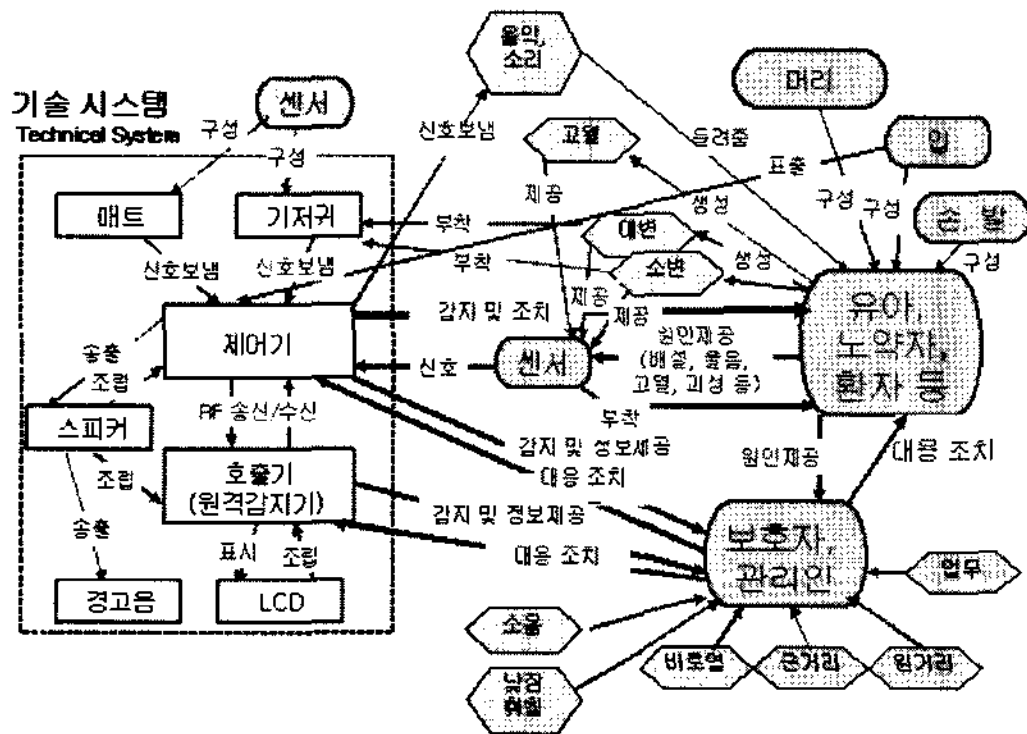 기술 시스템
Technical System
센서
구성
구성
매트
기저귀
신호보냄
신호보냄
제어기
송출
조립
스피커
RF 송신/수신
조립
호출기
(원격감지기)
송출
표시
조립
경고음
LCD
음악,
소리
신호보냄
들려줌
고열
제공
생성
표출
부착
대변
부착
소변
생성
머리
입
손 발
구성
구성
구성
감지 및 조치
제공
제공
신호
센서
원인제공
(배설, 울음,
고열, 괴성 등)
부착
유아,
노약자,
환자 등
감지 및 정보제공
대응 조치
원인제공
대응 조치
감지 및 정보제공
대응 조치
보호자,
관리인
업무
소음
낮잠
취침
비호열
근거리
원거리